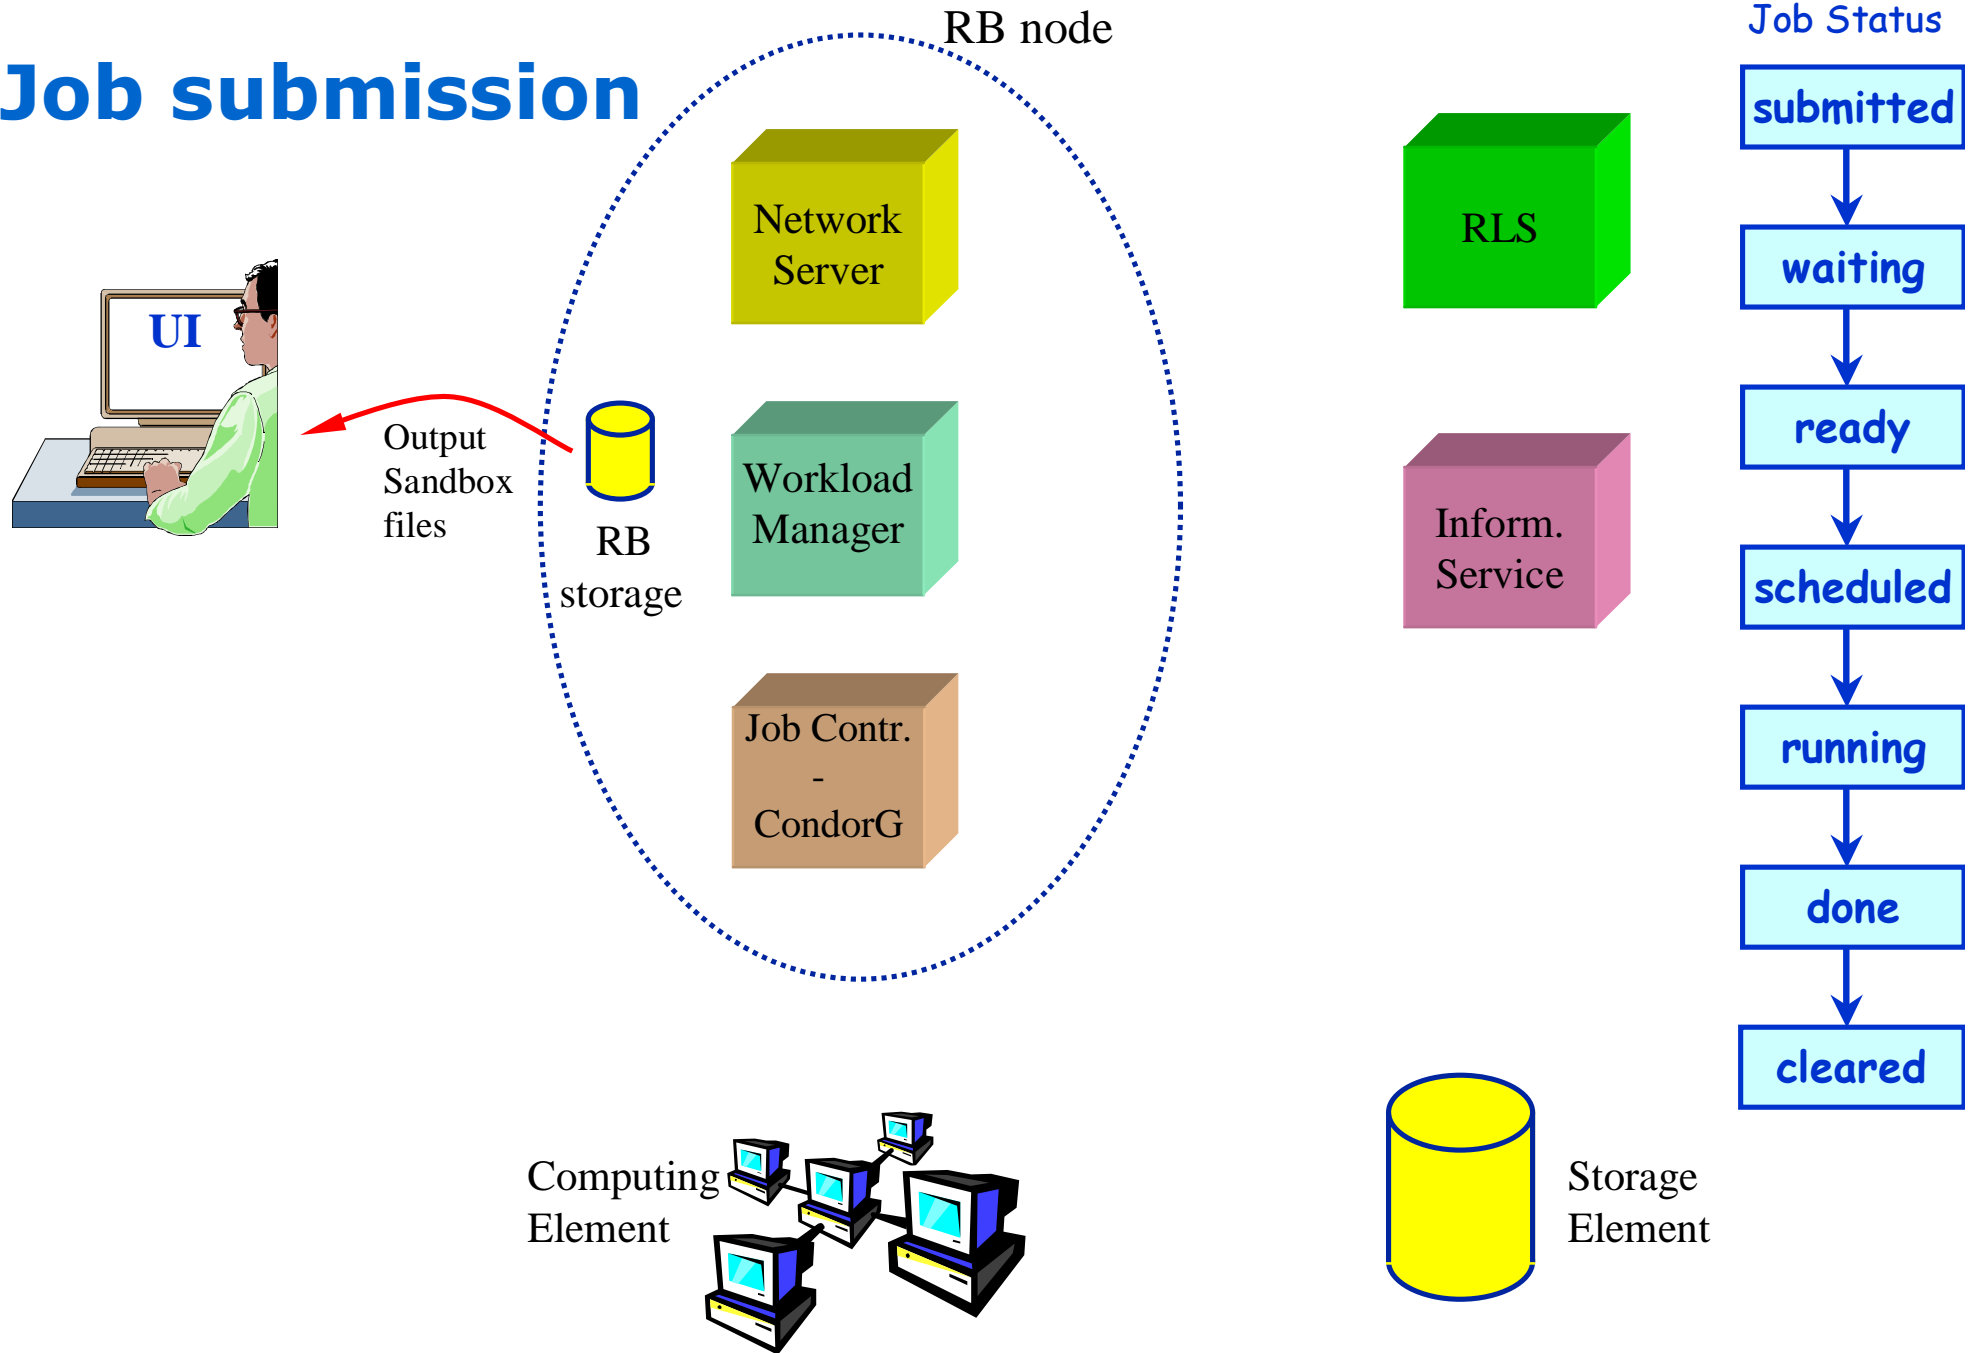 RB node
Job Status
Job submission
submitted
Network
Server
RLS
waiting
UI
ready
Output
Sandbox
files
RB
storage
Workload
Manager
Inform.
Service
scheduled
Job Contr.
-
CondorG
running
done
cleared
Computing
Element
Storage
Element